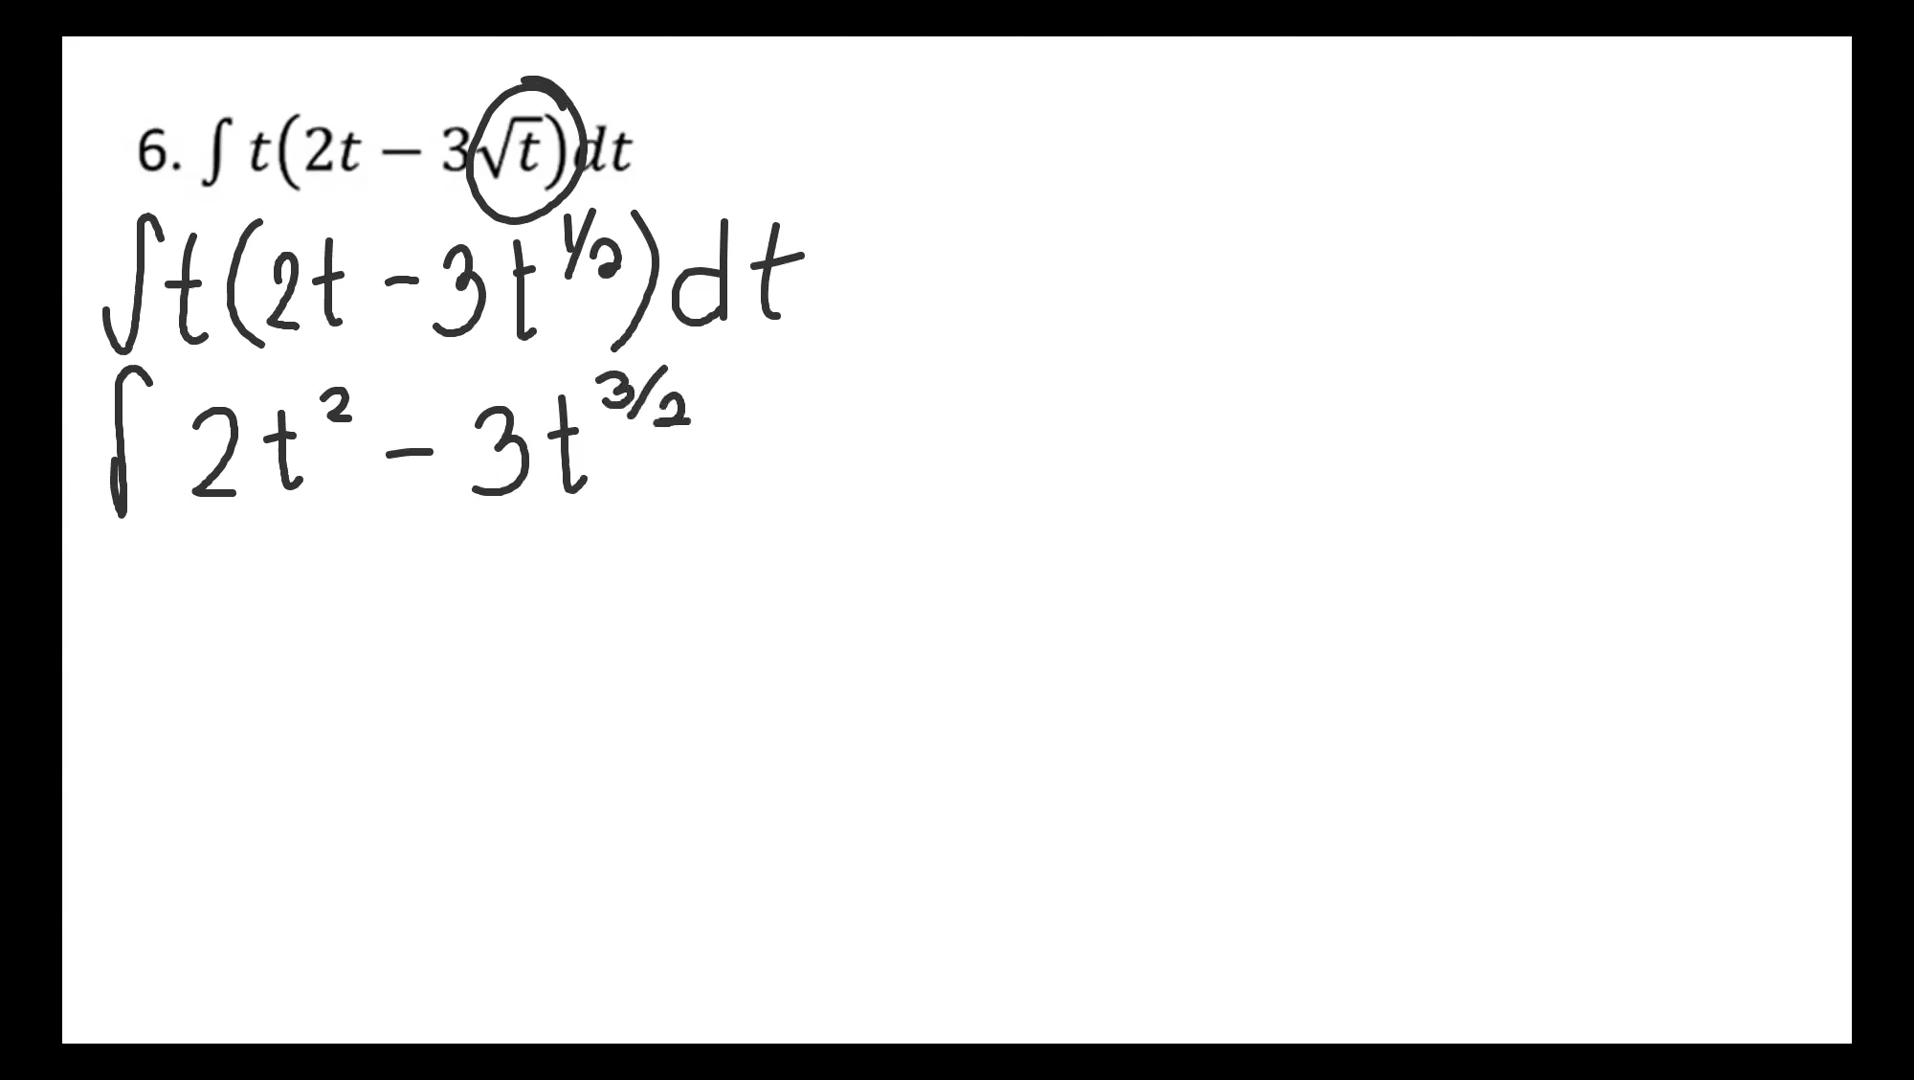 6. ∫ t(2t − 3√t)dt
∫t(2t - 3t^1/2)dt
∫ 2t² - 3t^3/2